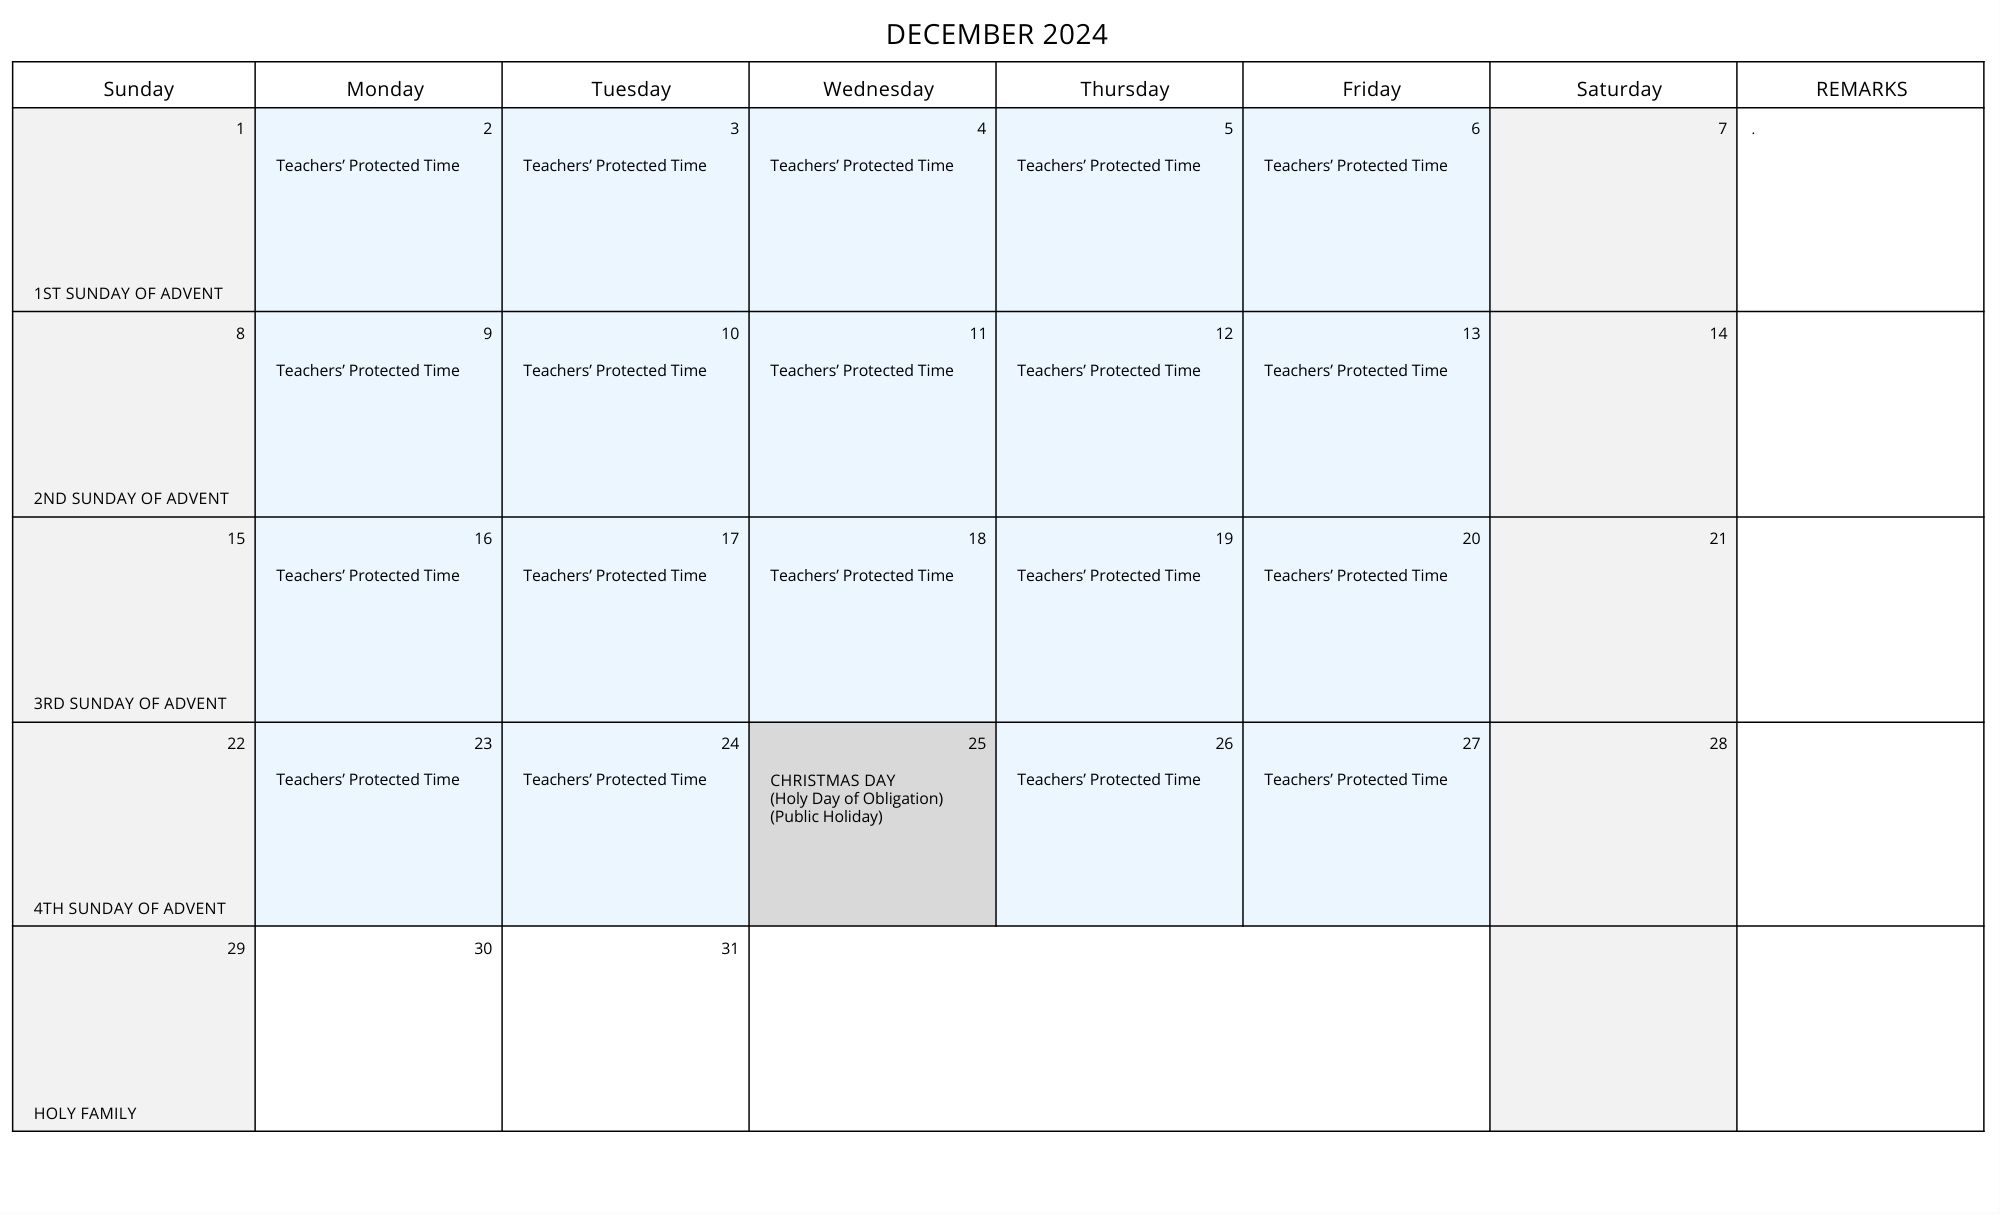 DECEMBER 2024
Sunday Monday Tuesday Wednesday Thursday Friday Saturday REMARKS
1 2 3 4 5 6 7 .
Teachers’ Protected Time Teachers’ Protected Time Teachers’ Protected Time Teachers’ Protected Time Teachers’ Protected Time
1ST SUNDAY OF ADVENT
8 9 10 11 12 13 14
Teachers’ Protected Time Teachers’ Protected Time Teachers’ Protected Time Teachers’ Protected Time Teachers’ Protected Time
2ND SUNDAY OF ADVENT
15 16 17 18 19 20 21
Teachers’ Protected Time Teachers’ Protected Time Teachers’ Protected Time Teachers’ Protected Time Teachers’ Protected Time
3RD SUNDAY OF ADVENT
22 23 24 25 26 27 28
Teachers’ Protected Time Teachers’ Protected Time CHRISTMAS DAY Teachers’ Protected Time Teachers’ Protected Time
(Holy Day of Obligation)
(Public Holiday)
4TH SUNDAY OF ADVENT
29 30 31
HOLY FAMILY